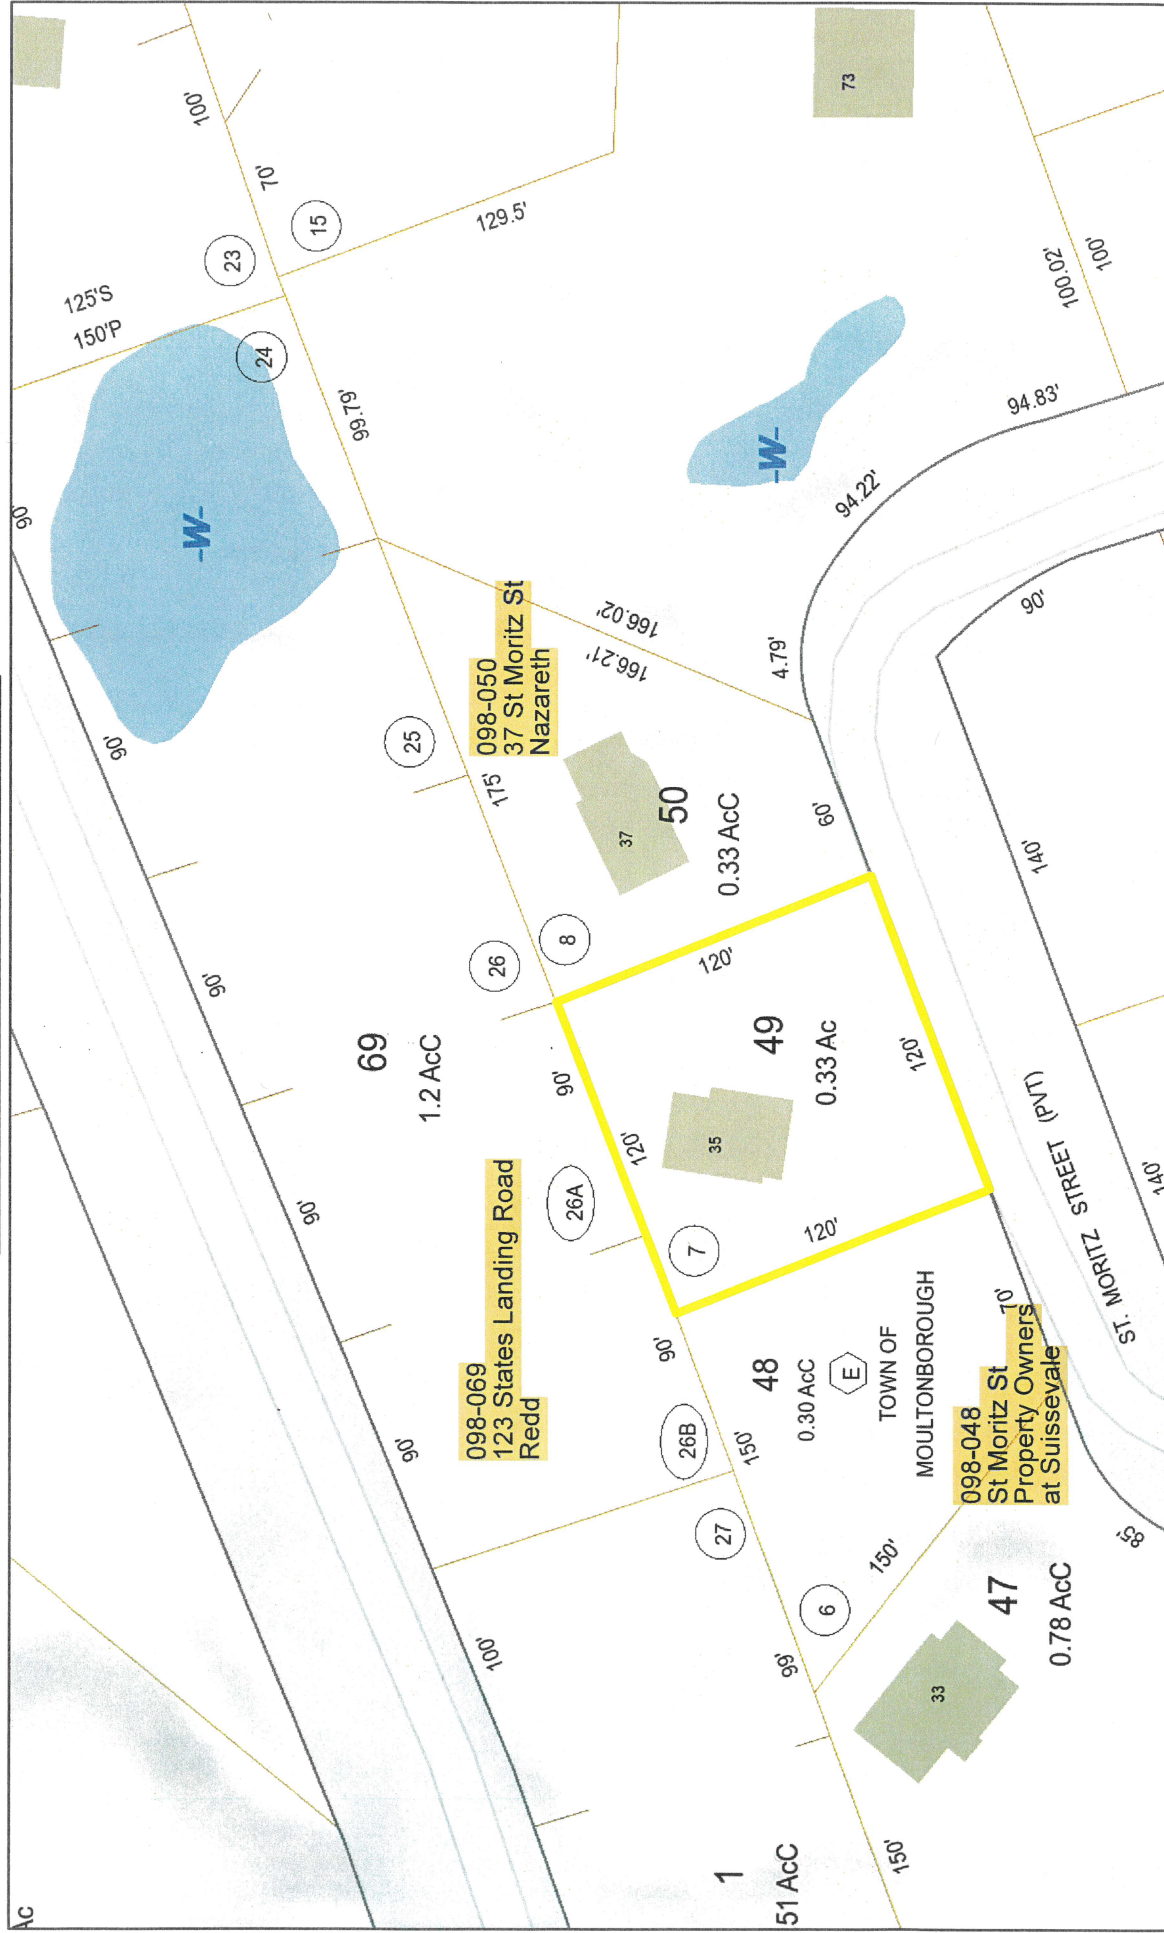 Ac
90'
90'
90'
90'
90'
100'
125'S
150'P
23
100'
70'
15
24
-W-
99.79'
129.5'
73
098-050
37 St Moritz St
Nazareth
25
175'
166.02'
166.21'
-W-
100.02'
100'
94.83'
94.22'
4.79'
90'
37
50
0.33 AcC
60'
140'
26
8
69
1.2 AcC
90'
120'
120'
49
0.33 Ac
35
120'
098-069
123 States Landing Road
Redd
26A
7
120'
ST. MORITZ STREET (PVT)
140'
90'
26B
150'
48
0.30 AcC
E
TOWN OF
MOULTONBOROUGH
70'
098-048
St Moritz St
Property Owners
at Suissevale
27
99'
6
150'
85'
47
0.78 AcC
33
1
51 AcC
150'